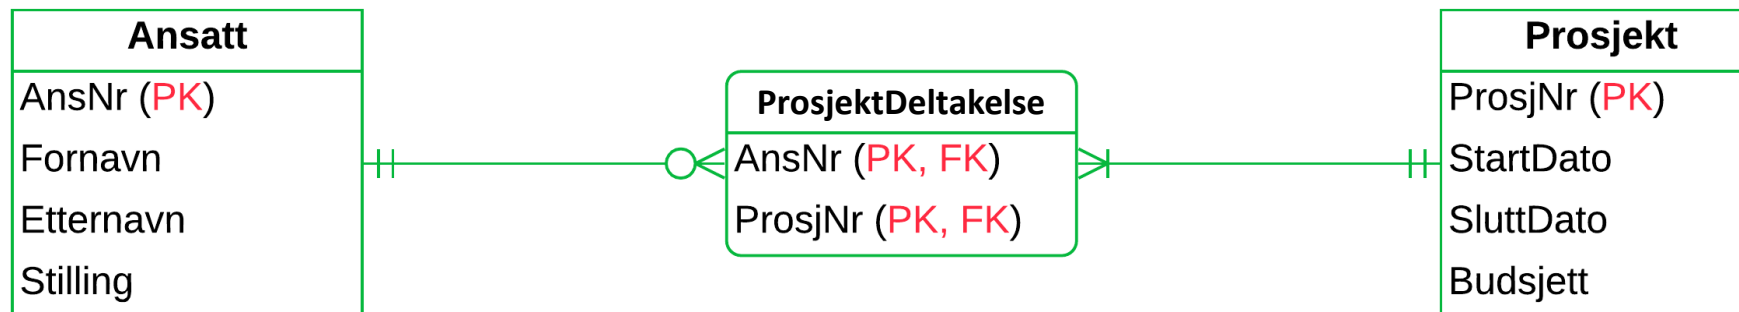 Ansatt
AnsNr (PK)
Fornavn
Etternavn
Stilling
ProsjektDeltakelse
AnsNr (PK, FK)
ProsjNr (PK, FK)
Prosjekt
ProsjNr (PK)
StartDato
SluttDato
Budsjett